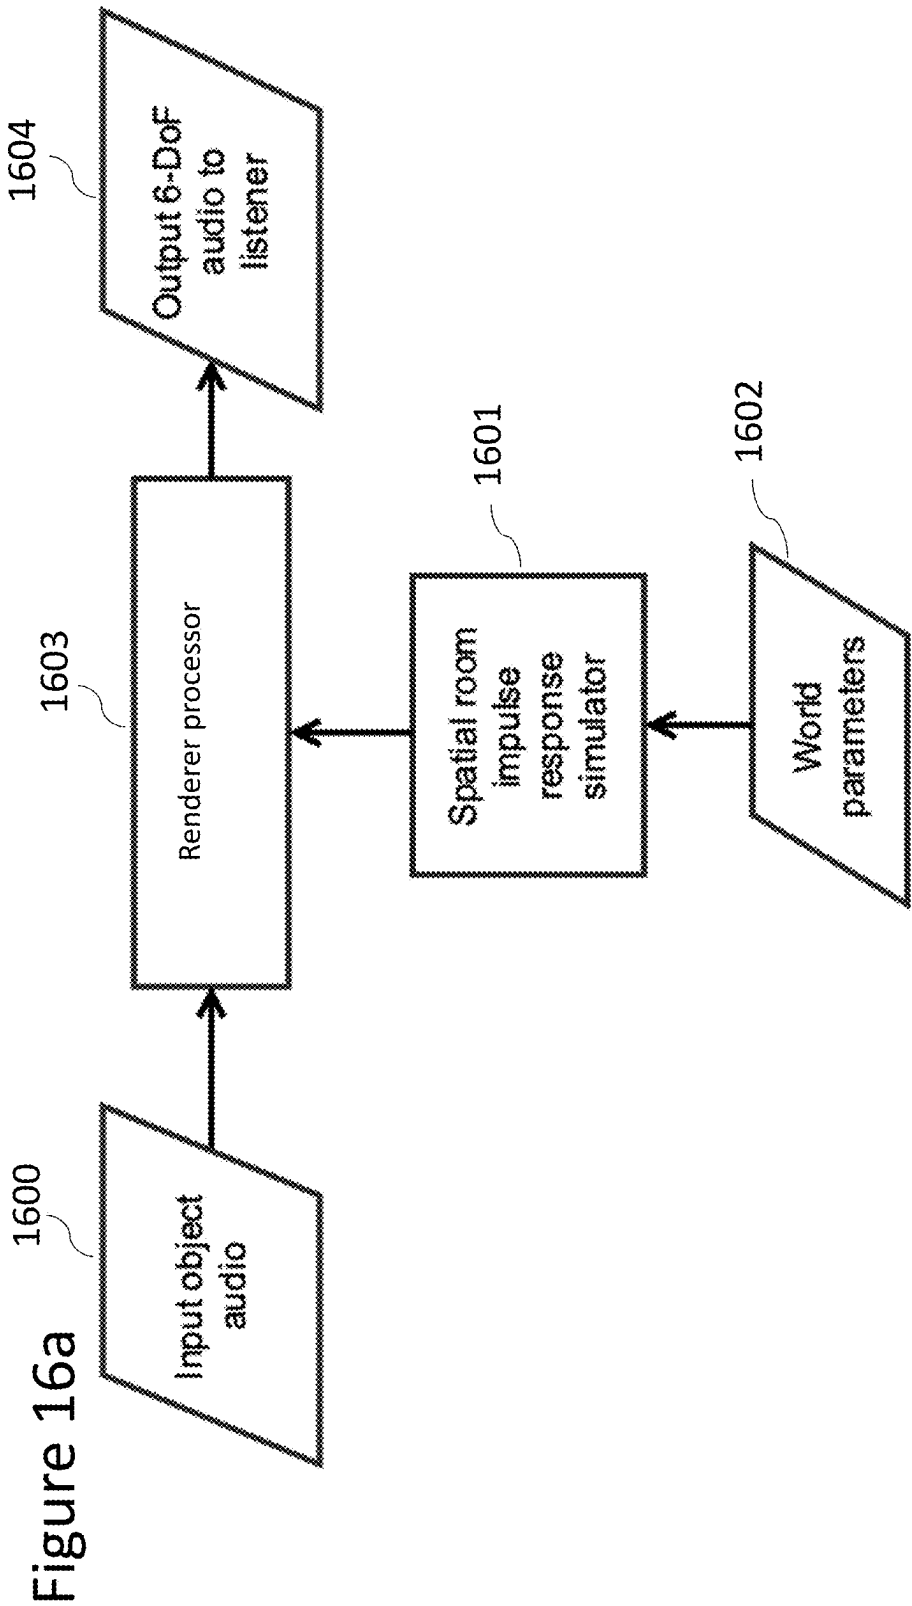 Figure 16a
1600
Input object
audio
1603
Renderer processor
1604
Output 6-DoF
audio to
listener
1601
Spatial room
impulse
response
simulator
1602
World
parameters